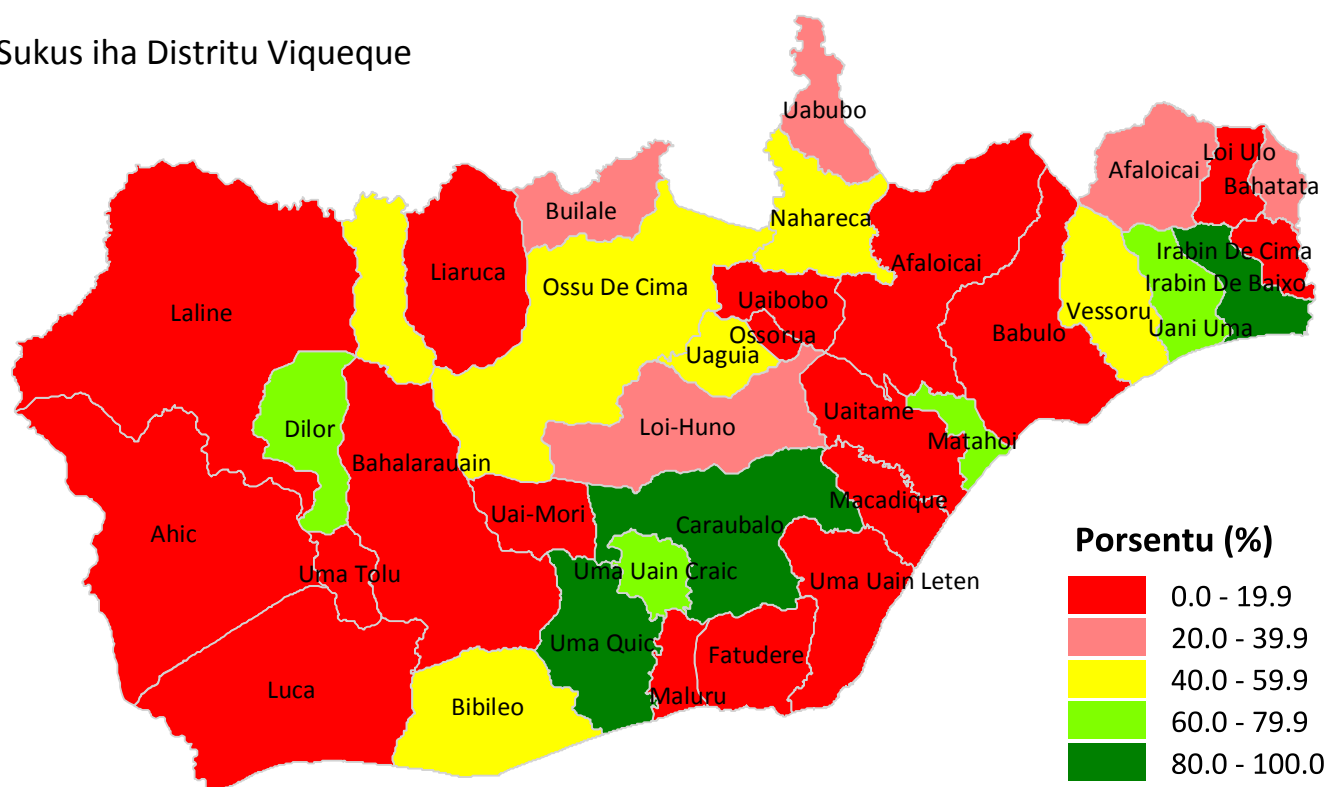 Sukus iha Distritu Viqueque
Uabubo
Loi Ulo
Afaloicai
Bahatata
Builale
Nahareca
Irabin De Cima
Liaruca
Afaloicai
Ossu De Cima
Irabin De Baixo
Uaibobo
Laline
Vessoru
Uani Uma
Babulo
Ossorua
Uaguia
Uaitame
Dilor
Loi-Huno
Matahoi
Bahalarauain
Macadique
Uai-Mori
Caraubalo
Ahic
Porsentu (%)
Uma Tolu
Uma Uain Craic
Uma Uain Leten
0.0 - 19.9
20.0 - 39.9
Uma Quic
Fatudere
40.0 - 59.9
Luca
Maluru
Bibileo
60.0 - 79.9
80.0 - 100.0